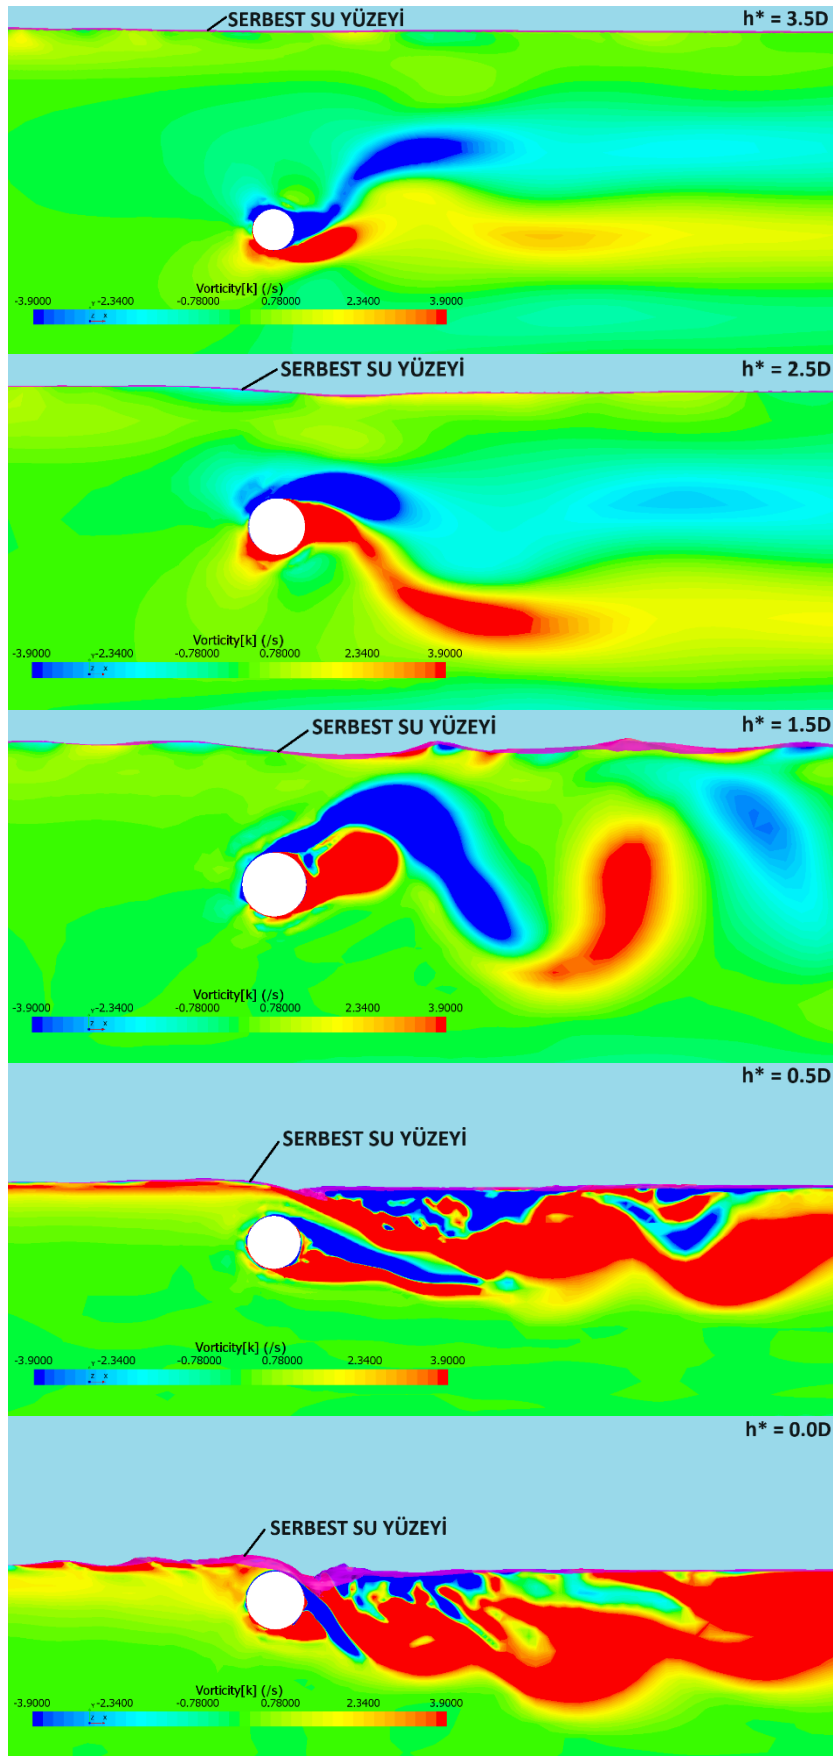 SERBEST SU YÜZEYİ
h* = 3.5D
Vorticity[k] (/s)
-3.9000 -2.3400 -0.78000 0.78000 2.3400 3.9000
SERBEST SU YÜZEYİ
h* = 2.5D
Vorticity[k] (/s)
-3.9000 -2.3400 -0.78000 0.78000 2.3400 3.9000
SERBEST SU YÜZEYİ
h* = 1.5D
Vorticity[k] (/s)
-3.9000 -2.3400 -0.78000 0.78000 2.3400 3.9000
h* = 0.5D
SERBEST SU YÜZEYİ
Vorticity[k] (/s)
-3.9000 -2.3400 -0.78000 0.78000 2.3400 3.9000
h* = 0.0D
SERBEST SU YÜZEYİ
Vorticity[k] (/s)
-3.9000 -2.3400 -0.78000 0.78000 2.3400 3.9000